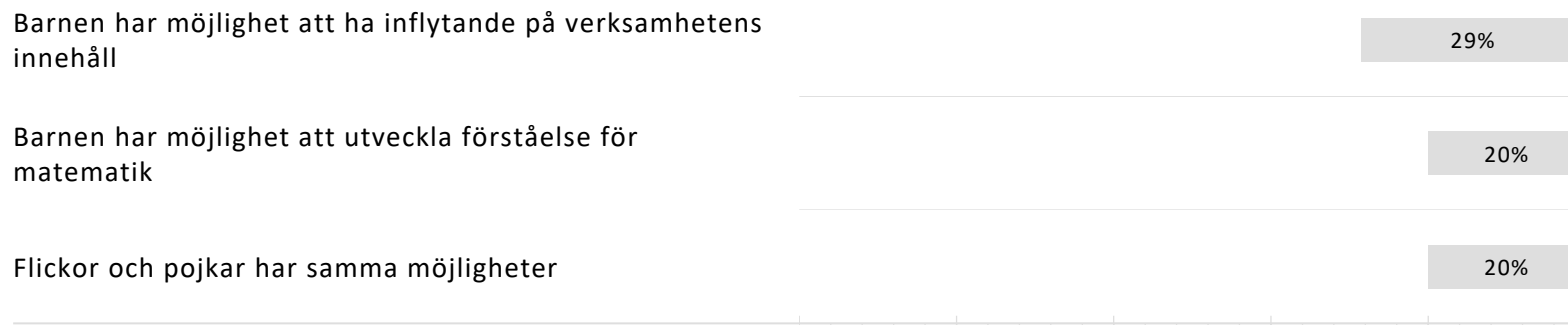 Barnen har möjlighet att ha inflytande på verksamhetens
innehåll
29%
Barnen har möjlighet att utveckla förståelse för
matematik
20%
Flickor och pojkar har samma möjligheter
20%